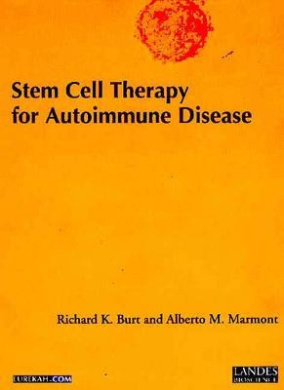 Stem Cell Therapy
for Autoimmune Disease
Richard K. Burt and Alberto M. Marmont
EUREKAH.COM
LANDES
BIOSCIENCE